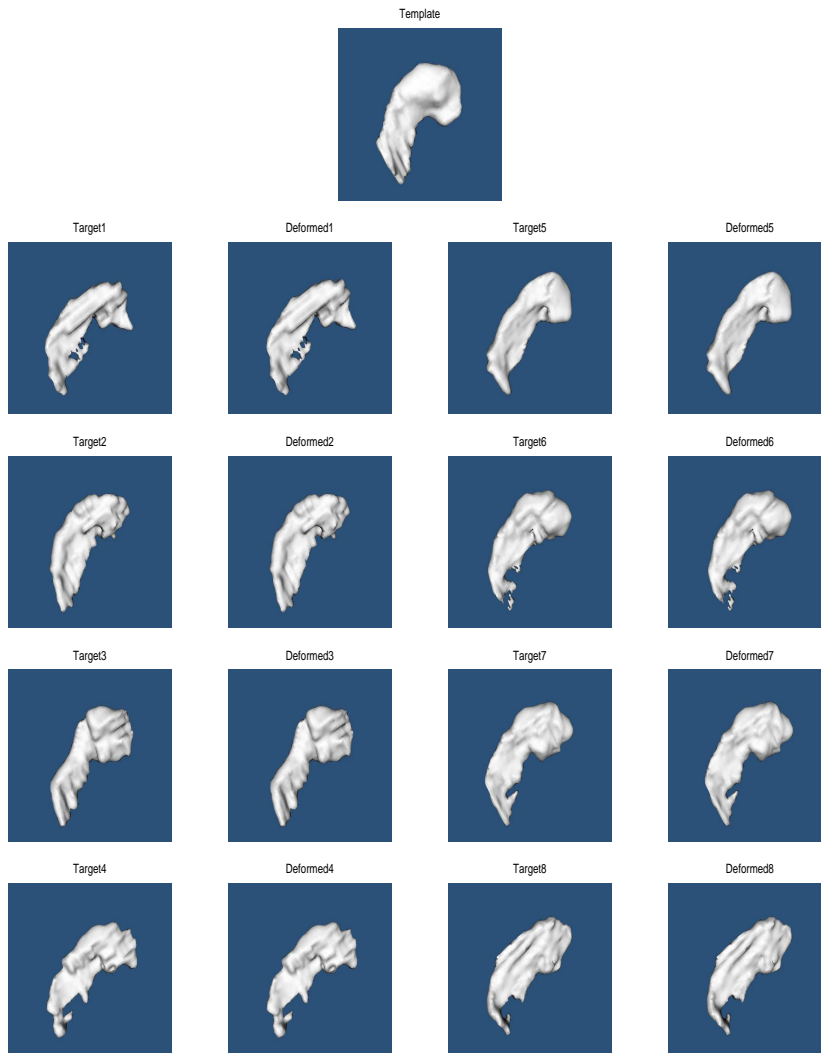 Template
Target1 Deformed1 Target5 Deformed5
Target2 Deformed2 Target6 Deformed6
Target3 Deformed3 Target7 Deformed7
Target4 Deformed4 Target8 Deformed8